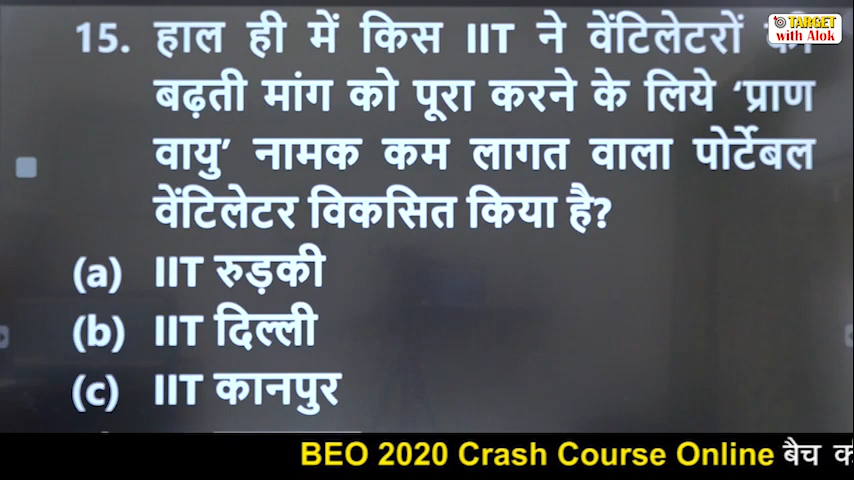 15. हाल ही में किस IIT ने वेंटिलेटरों की
बढ़ती मांग को पूरा करने के लिये ‘प्राण
वायु’ नामक कम लागत वाला पोर्टेबल
वेंटिलेटर विकसित किया है?
(a) IIT रुड़की
(b) IIT दिल्ली
(c) IIT कानपुर
TARGET
with Alok
BEO 2020 Crash Course Online बैच